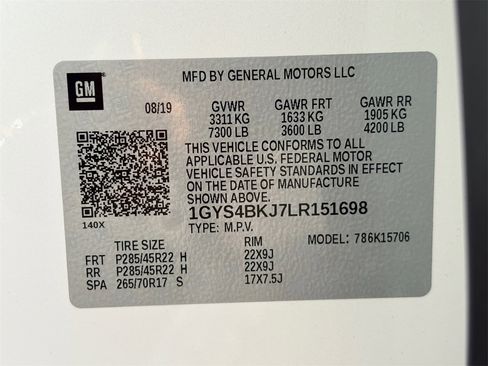 GM
MFD BY GENERAL MOTORS LLC
08/19 GVWR GAWR FRT GAWR RR
3311 KG 1633 KG 1905 KG
7300 LB 3600 LB 4200 LB
THIS VEHICLE CONFORMS TO ALL
APPLICABLE U.S. FEDERAL MOTOR
VEHICLE SAFETY STANDARDS IN EFFECT
ON THE DATE OF MANUFACTURE
SHOWN ABOVE.
1GYS4BKJ7LR151698
140X
TYPE: M.P.V. MODEL: 786K15706
TIRE SIZE RIM
FRT P285/45R22 H 22X9J
RR P285/45R22 H 22X9J
SPA 265/70R17 S 17X7.5J